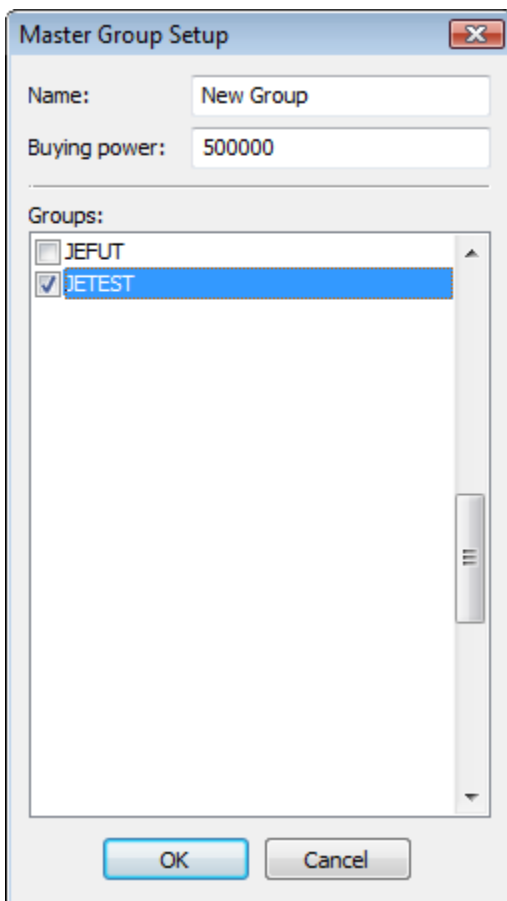 Master Group Setup
Name: New Group
Buying power: 500000
Groups:
JEFUT
JETEST
OK Cancel